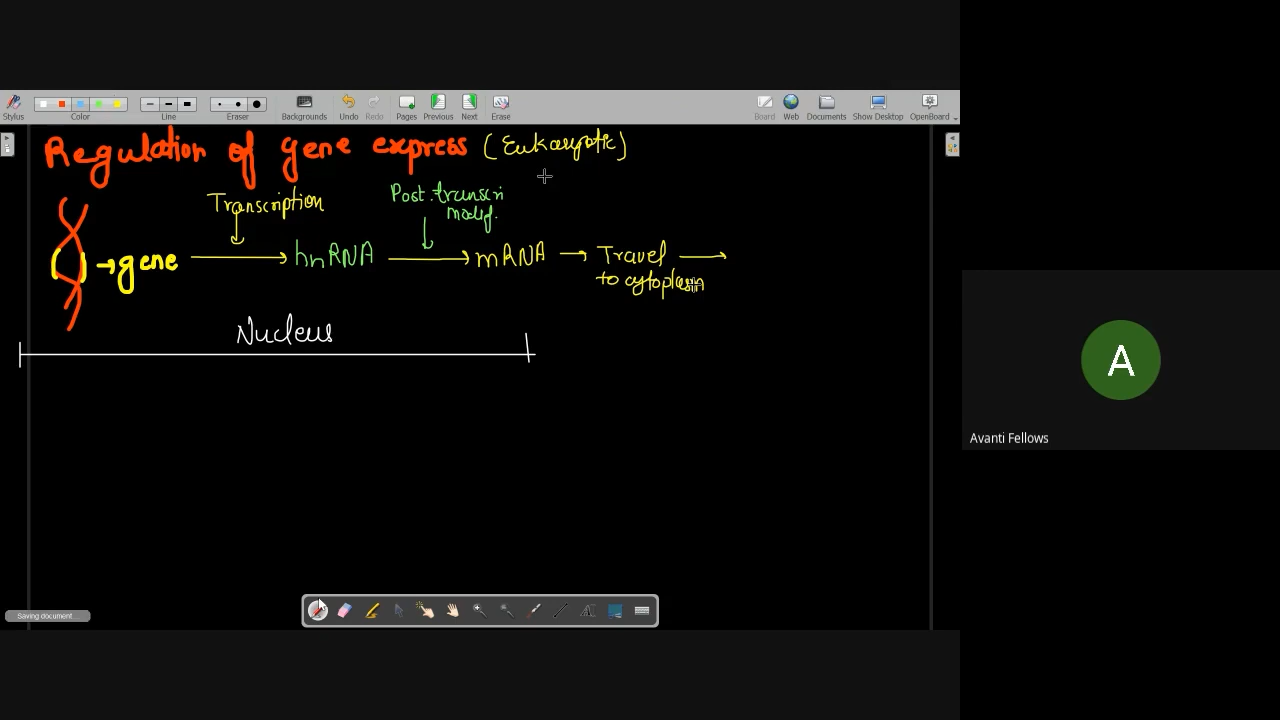 Stylus Color Line Eraser Backgrounds Undo Redo Pages Previous Next Erase Board Web Documents Show Desktop OpenBoard
Regulation of gene express (Eukaryotic)
Transcription
Post.transcri
modif.
→gene → hnRNA → mRNA → Travel →
to cytoplasm
Nucleus
A
Avanti Fellows
Saving document...